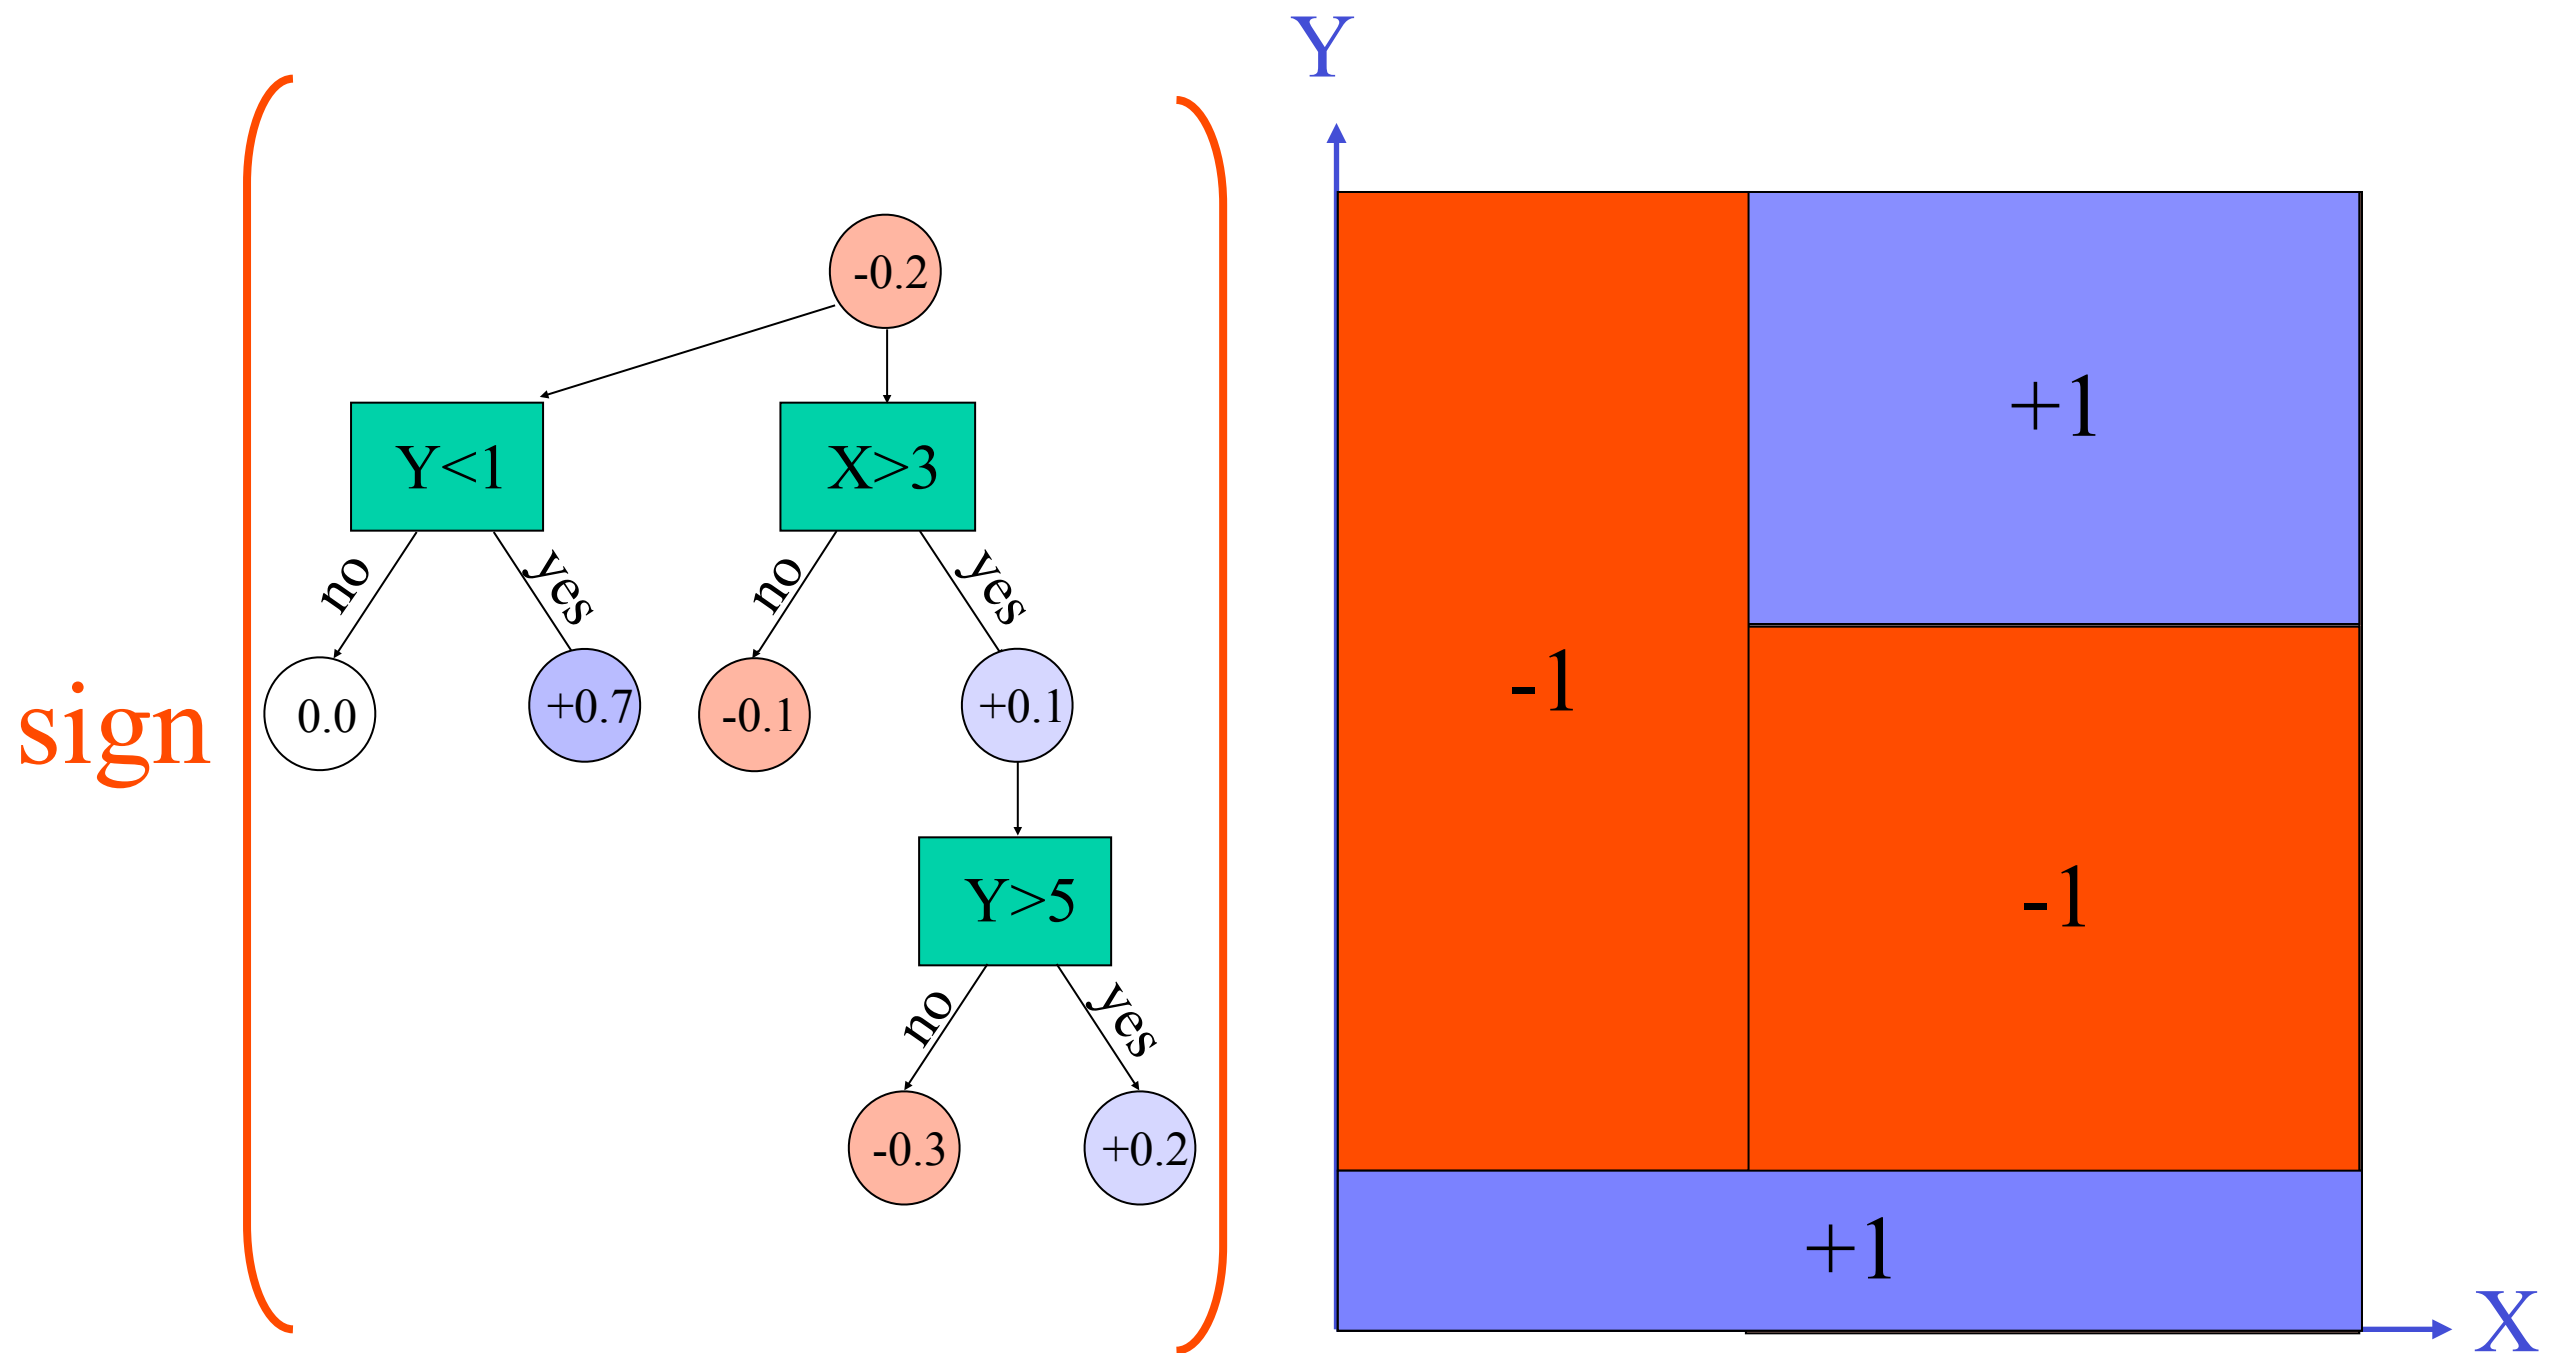 sign
-0.2
Y<1
X>3
no
yes
no
yes
0.0
+0.7
-0.1
+0.1
Y>5
no
yes
-0.3
+0.2
Y
+1
-1
-1
+1
X